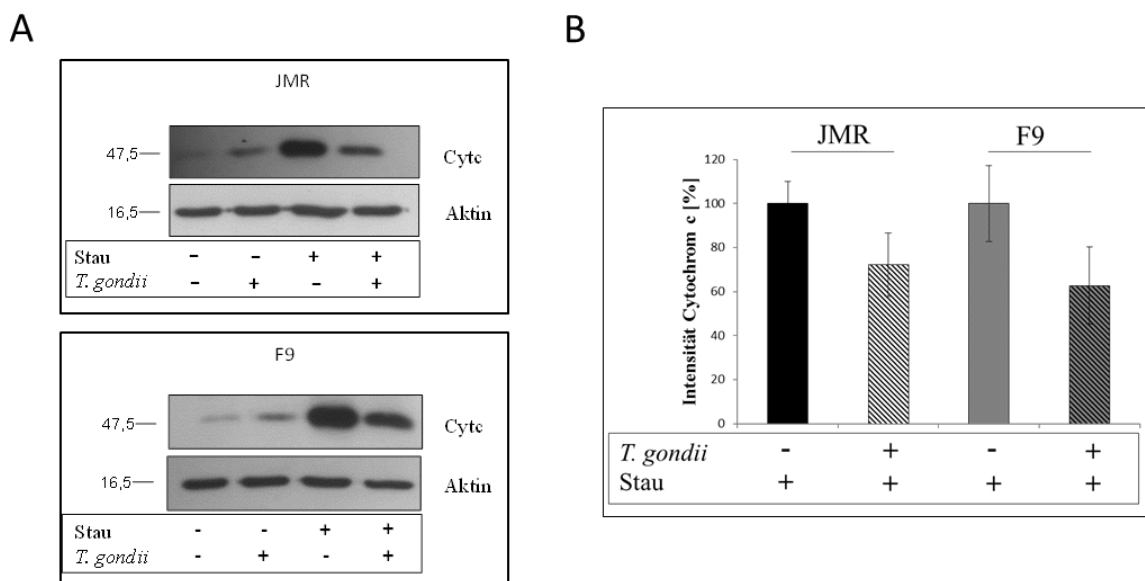 A
JMR
47,5
Cytc
16,5
Aktin
Stau - - + +
T. gondii - + - +
F9
47,5
Cytc
16,5
Aktin
Stau - - + +
T. gondii - + - +
B
JMR F9
Intensität Cytochrom c [%]
120
100
80
60
40
20
0
T. gondii - + - +
Stau + + + +